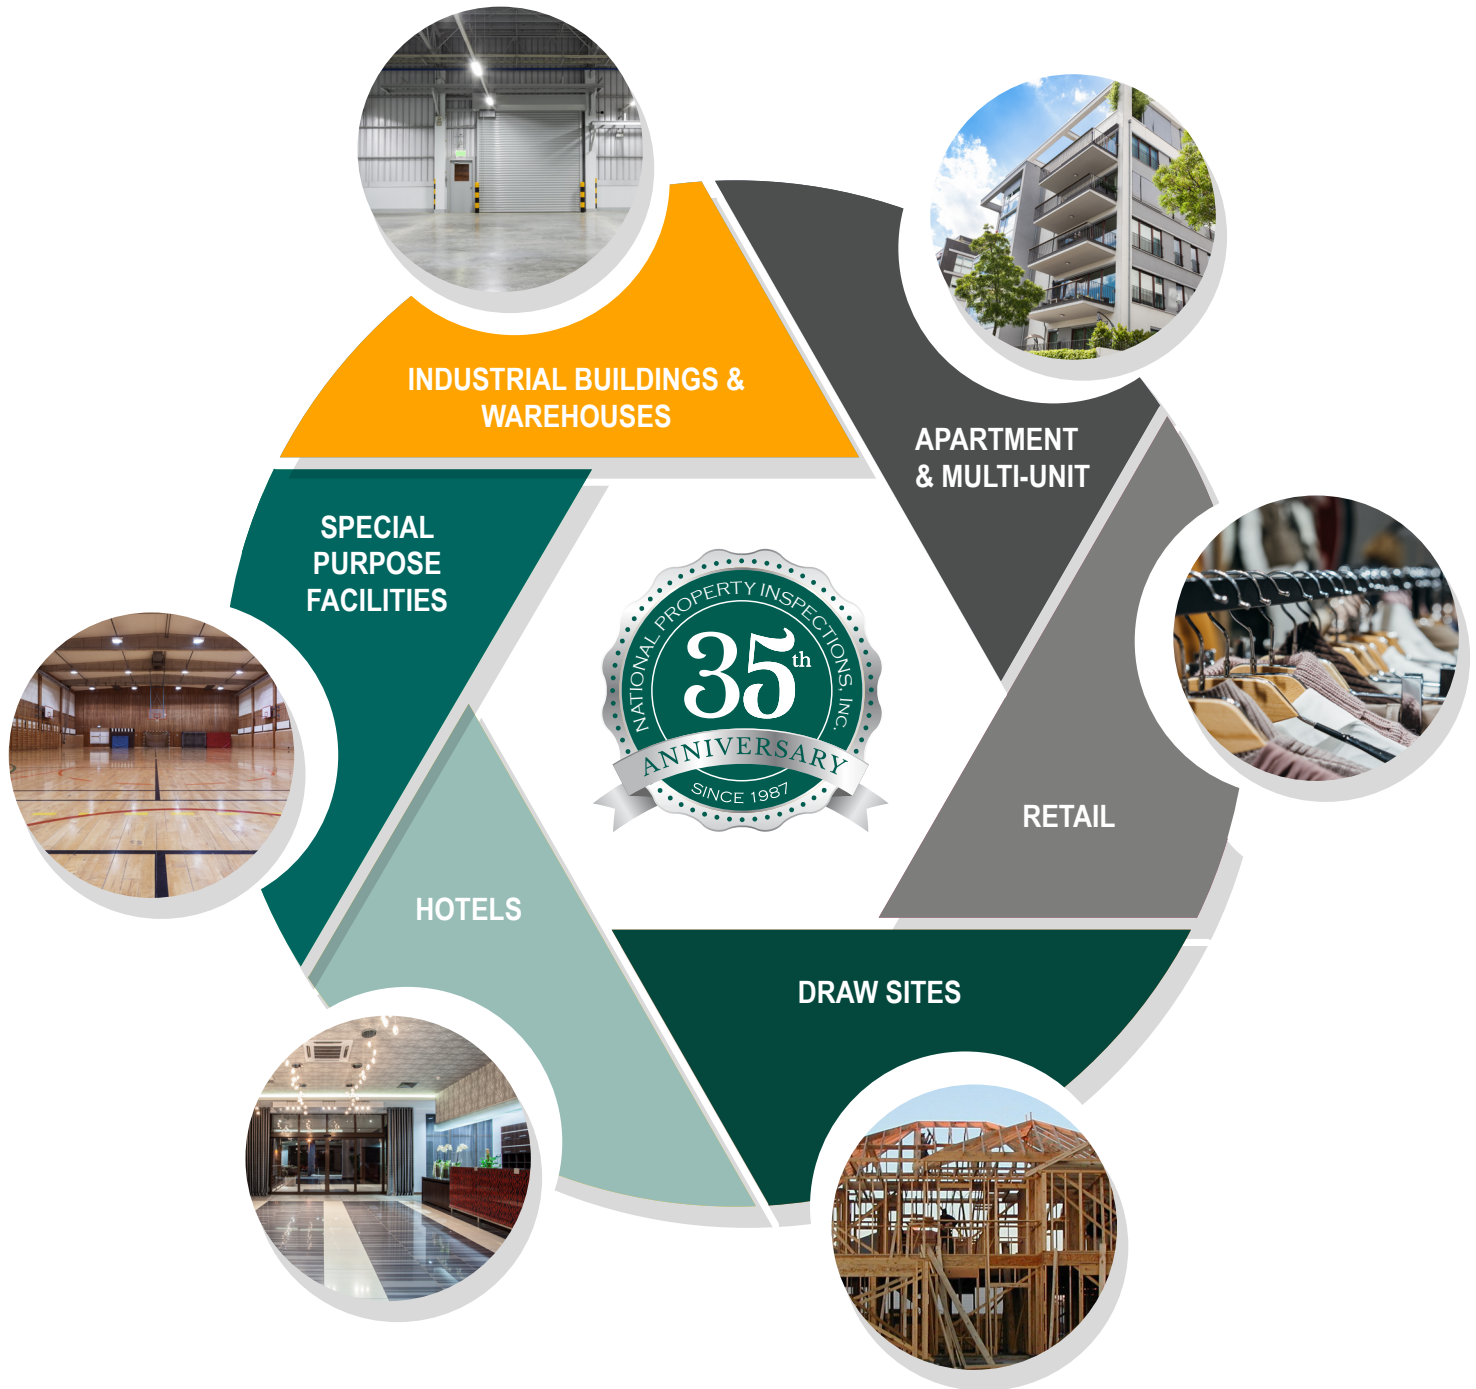 INDUSTRIAL BUILDINGS &
WAREHOUSES
APARTMENT
& MULTI-UNIT
SPECIAL
PURPOSE
FACILITIES
NATIONAL PROPERTY INSPECTIONS, INC.
35th
ANNIVERSARY
SINCE 1987
RETAIL
HOTELS
DRAW SITES